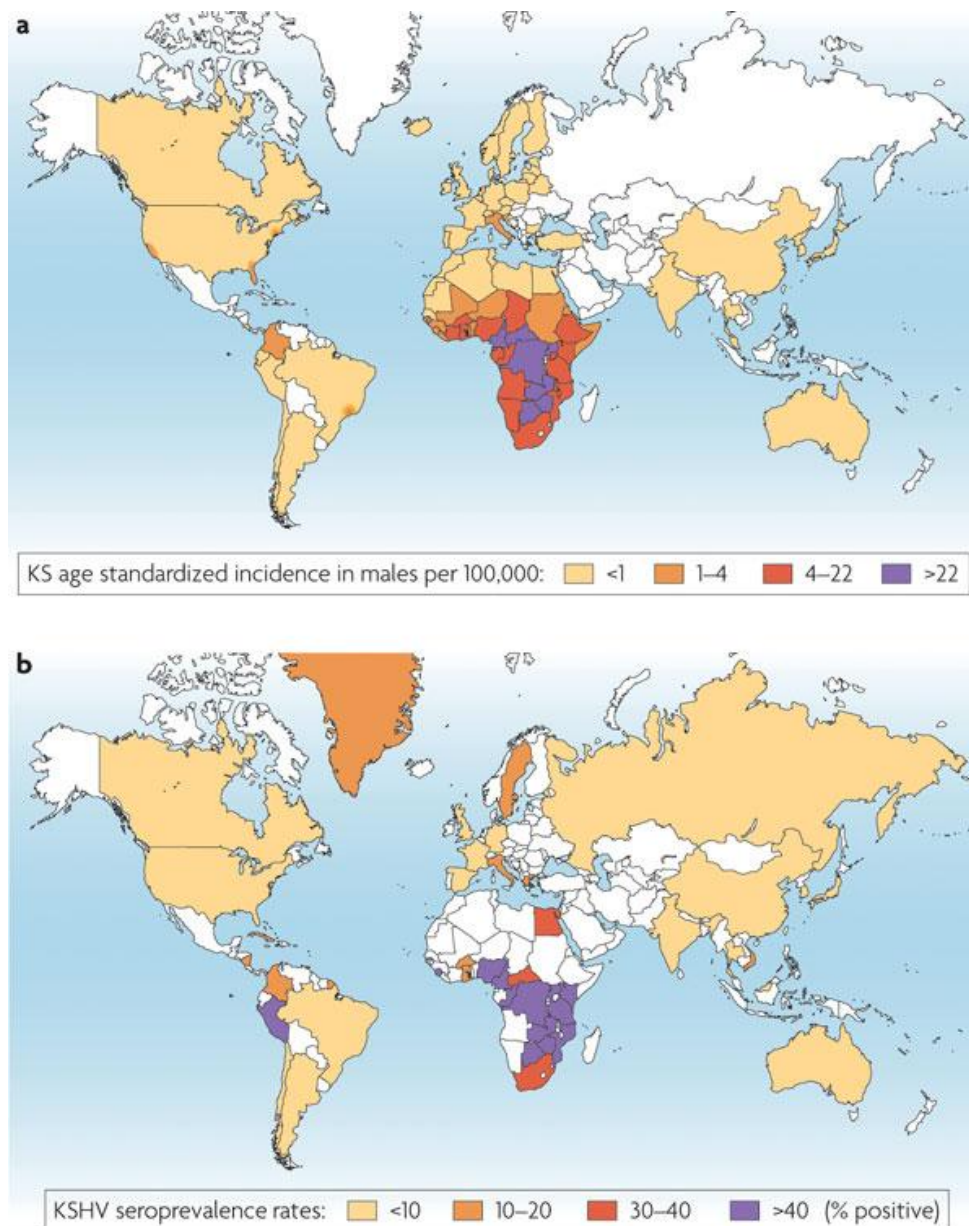 a
KS age standardized incidence in males per 100,000: <1 1–4 4–22 >22
b
KSHV seroprevalence rates: <10 10–20 30–40 >40 (% positive)